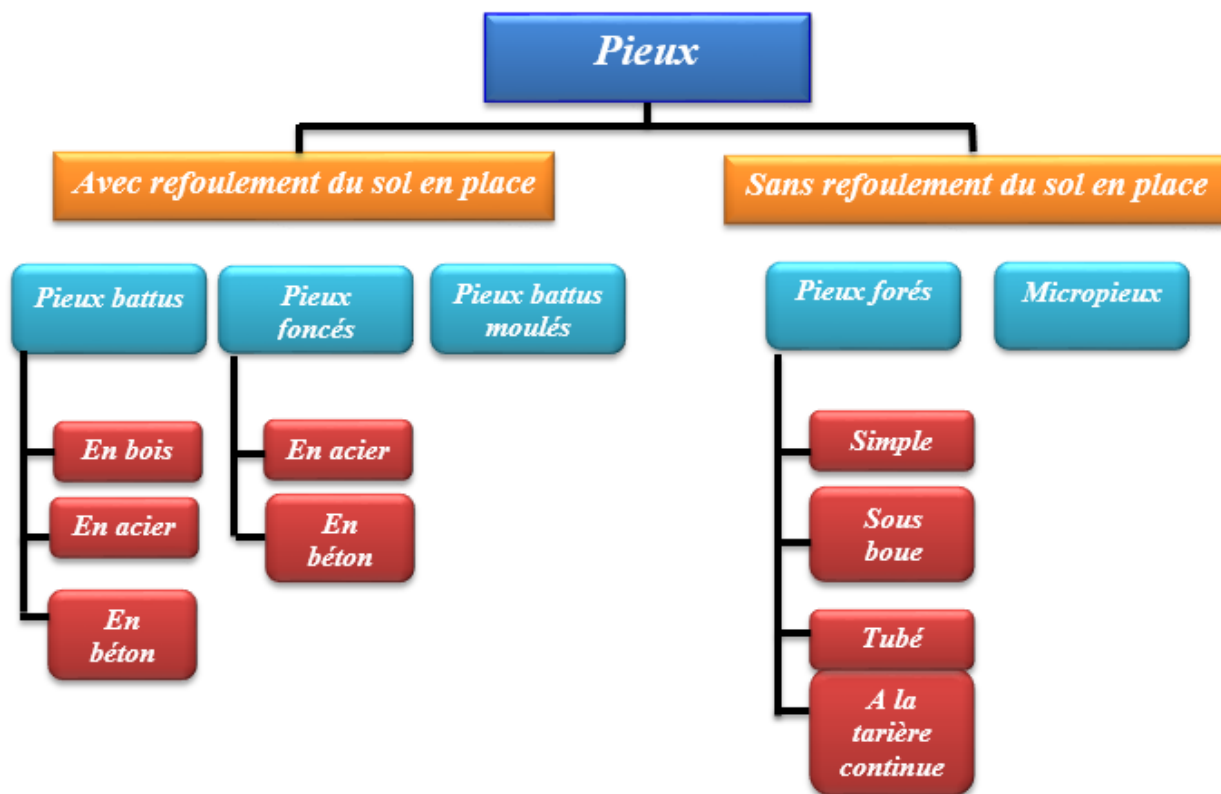 Pieux
Avec refoulement du sol en place
Sans refoulement du sol en place
Pieux battus
Pieux
foncés
Pieux battus
moulés
Pieux forés
Micropieux
En bois
En acier
En
béton
En acier
En
béton
Simple
Sous
boue
Tubé
A la
tarière
continue